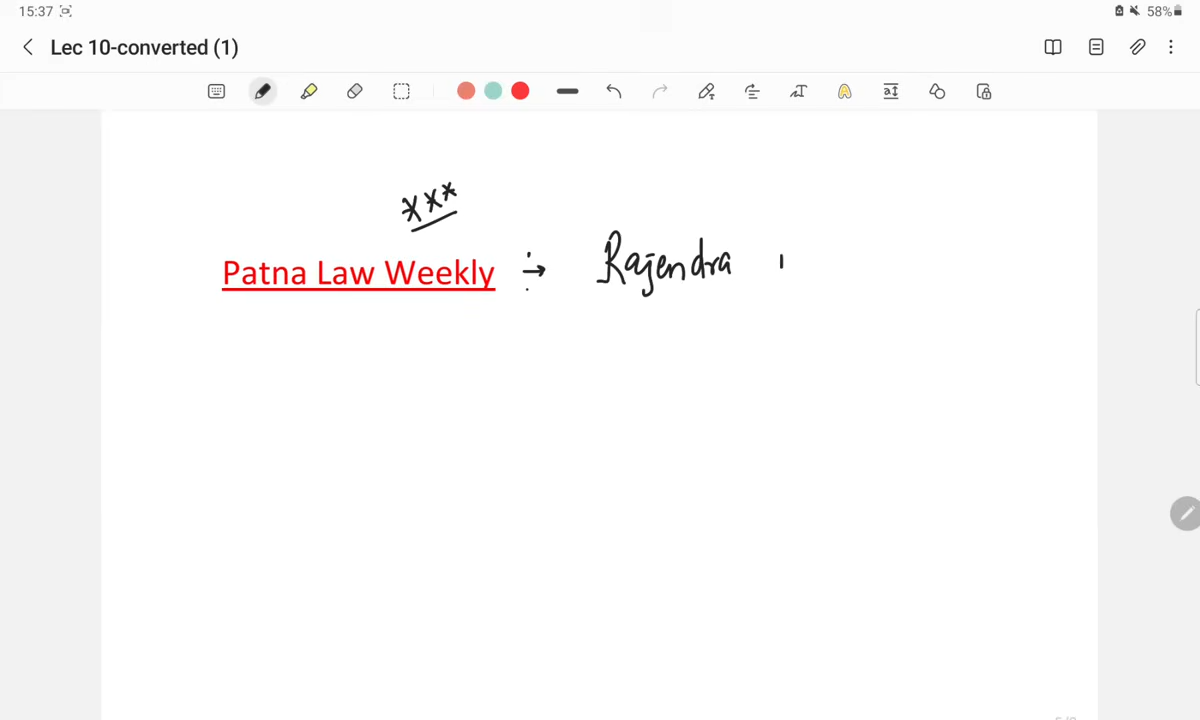 15:37 58%
Lec 10-converted (1)
***
Patna Law Weekly :→ Rajendra